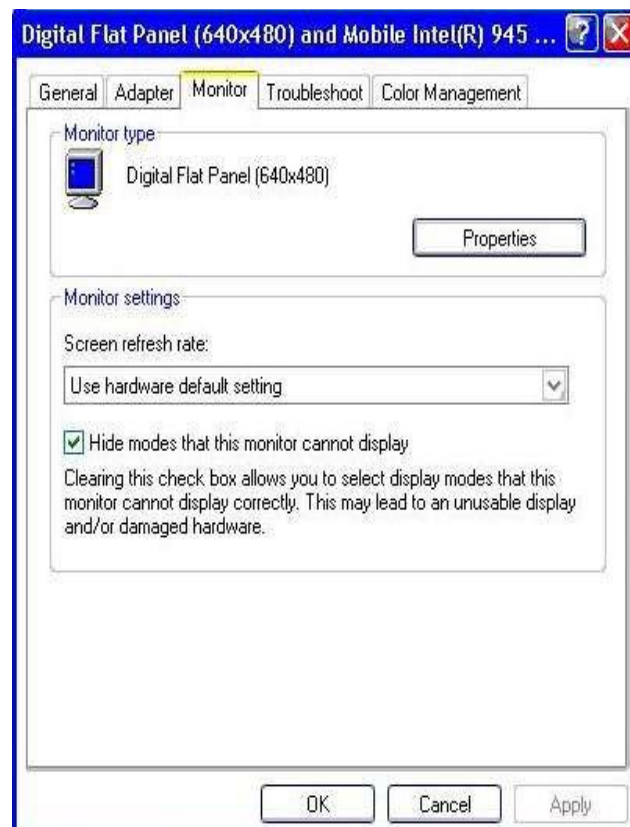 Digital Flat Panel (640x480) and Mobile Intel(R) 945 ...
General Adapter Monitor Troubleshoot Color Management
Monitor type
Digital Flat Panel (640x480)
Properties
Monitor settings
Screen refresh rate:
Use hardware default setting
Hide modes that this monitor cannot display
Clearing this check box allows you to select display modes that this
monitor cannot display correctly. This may lead to an unusable display
and/or damaged hardware.
OK Cancel Apply